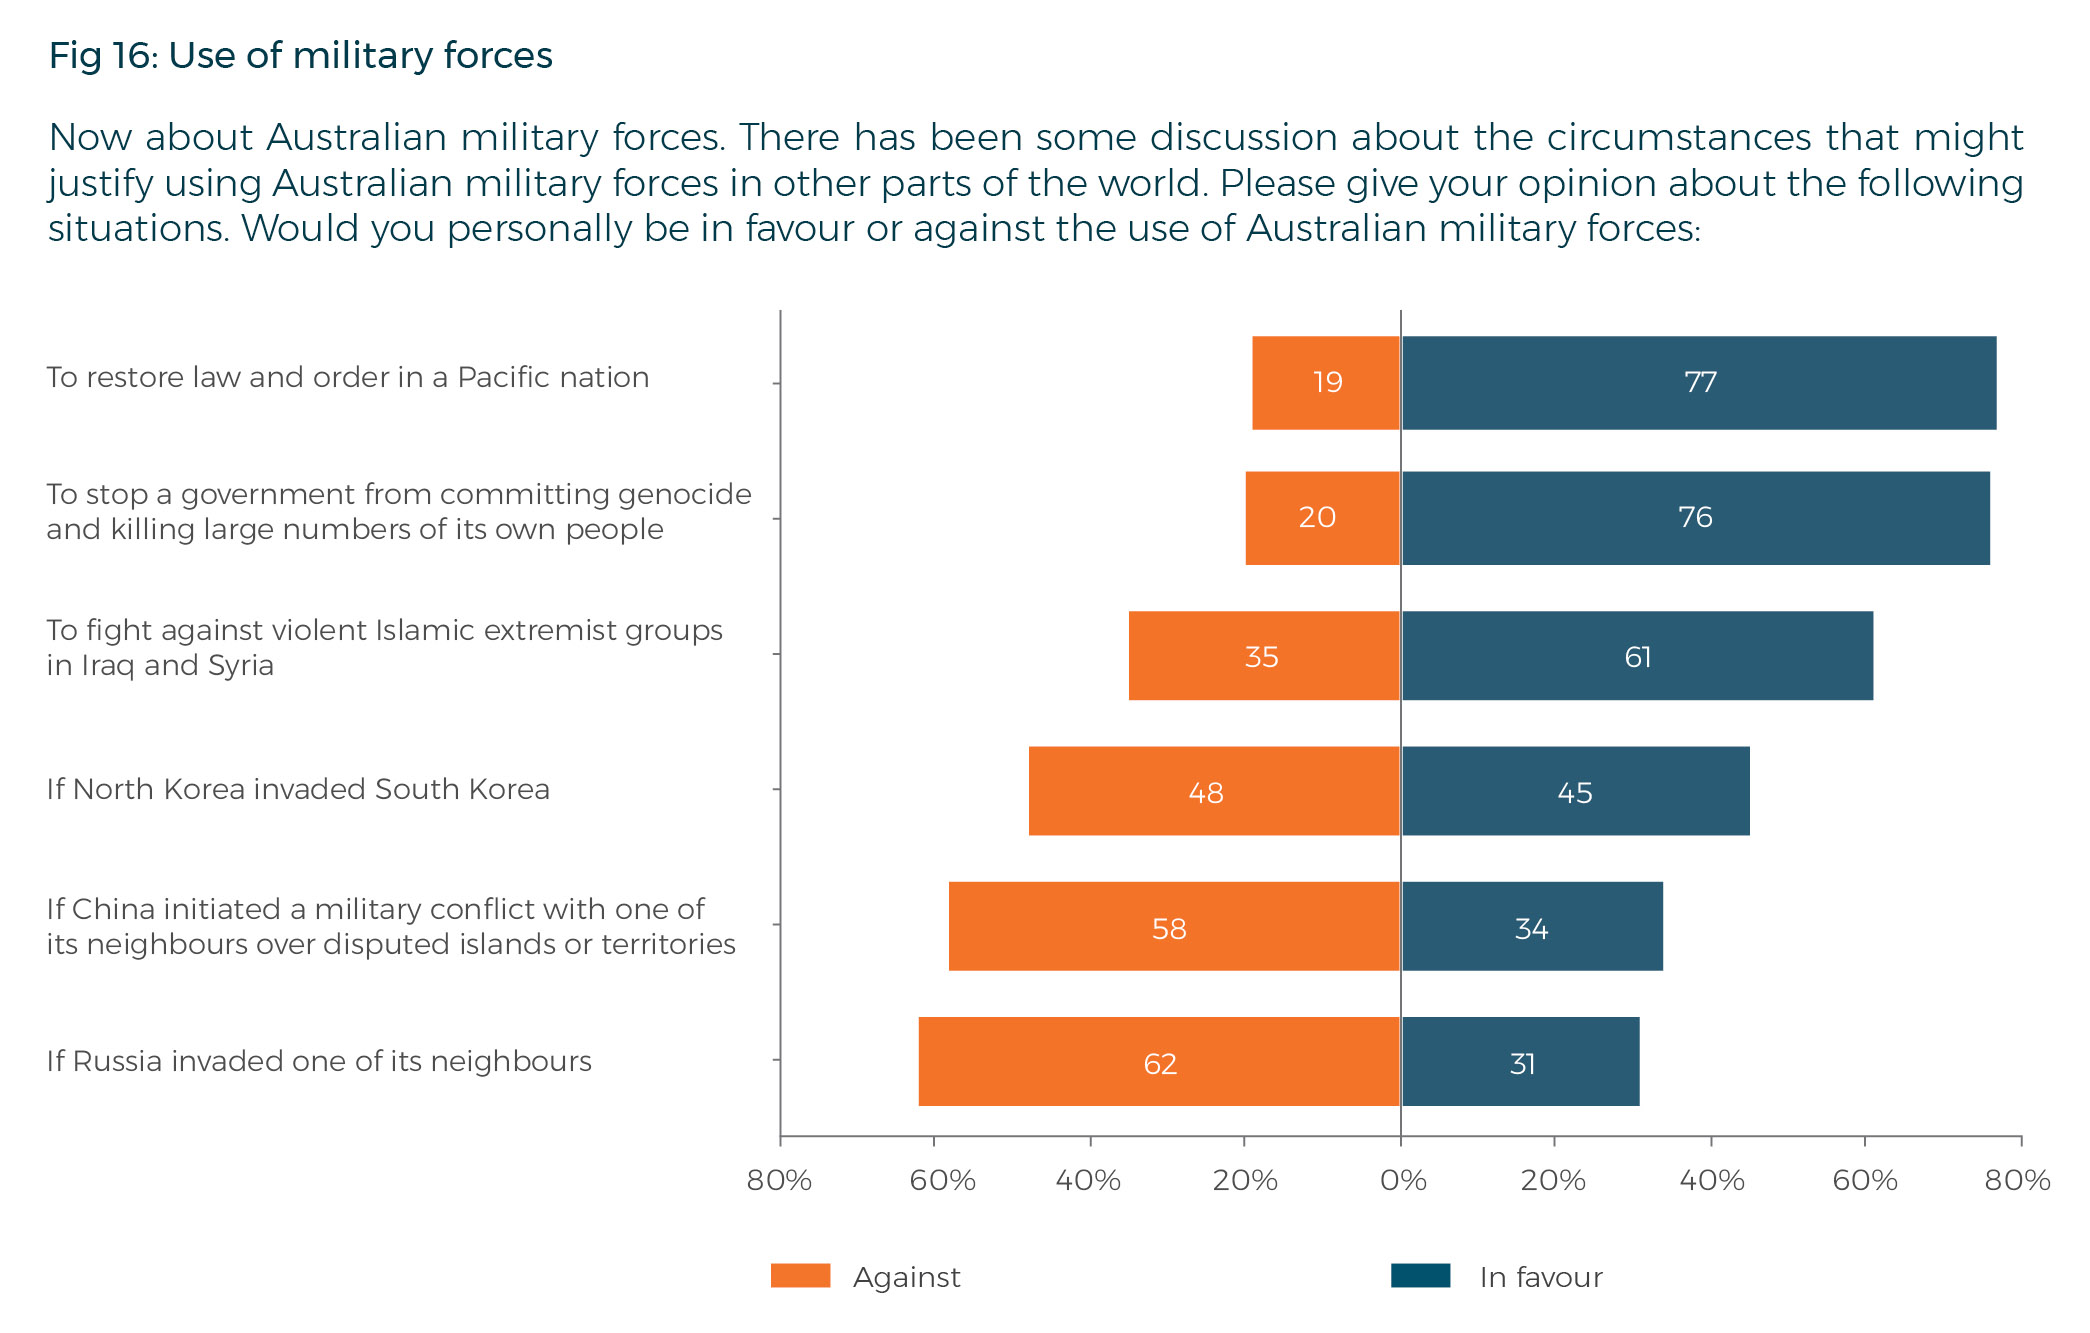 Fig 16: Use of military forces
Now about Australian military forces. There has been some discussion about the circumstances that might
justify using Australian military forces in other parts of the world. Please give your opinion about the following
situations. Would you personally be in favour or against the use of Australian military forces:
To restore law and order in a Pacific nation
19
77
To stop a government from committing genocide
and killing large numbers of its own people
20
76
To fight against violent Islamic extremist groups
in Iraq and Syria
35
61
If North Korea invaded South Korea
48
45
If China initiated a military conflict with one of
its neighbours over disputed islands or territories
58
34
If Russia invaded one of its neighbours
62
31
80% 60% 40% 20% 0% 20% 40% 60% 80%
Against
In favour